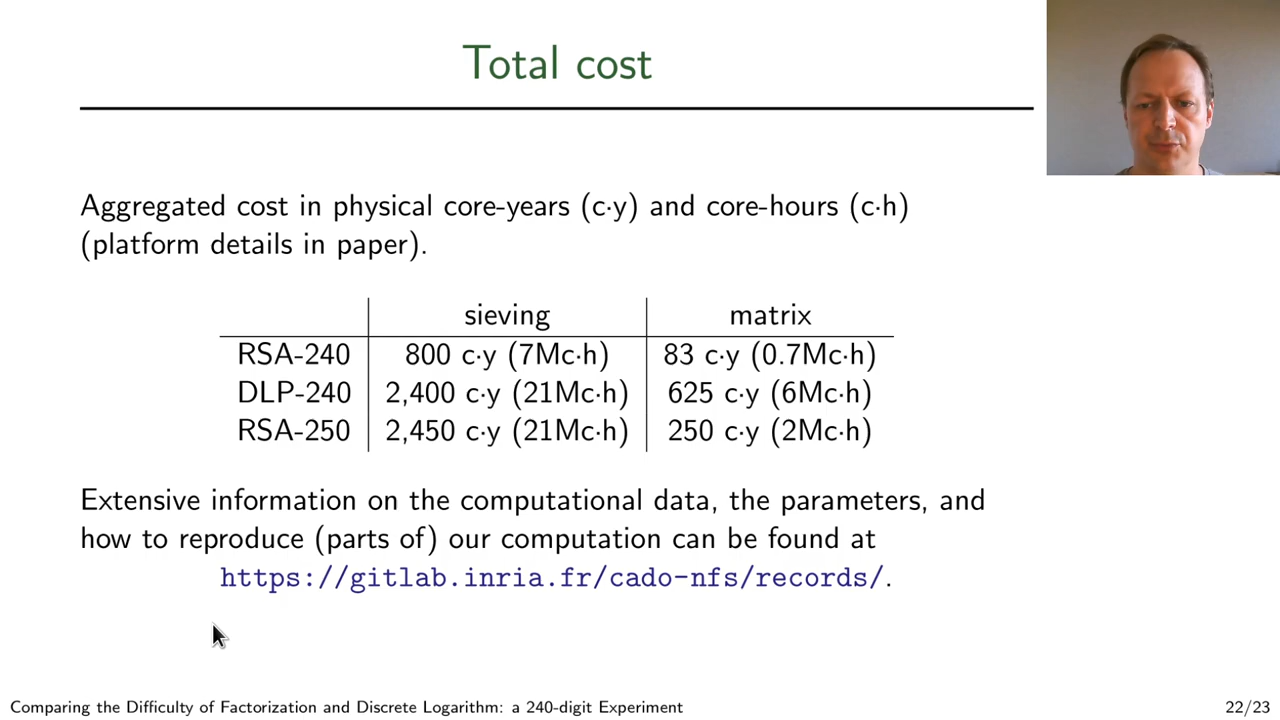 Total cost
Aggregated cost in physical core-years (c·y) and core-hours (c·h)
(platform details in paper).
sieving matrix
RSA-240 800 c·y (7Mc·h) 83 c·y (0.7Mc·h)
DLP-240 2,400 c·y (21Mc·h) 625 c·y (6Mc·h)
RSA-250 2,450 c·y (21Mc·h) 250 c·y (2Mc·h)
Extensive information on the computational data, the parameters, and
how to reproduce (parts of) our computation can be found at
https://gitlab.inria.fr/cado-nfs/records/.
Comparing the Difficulty of Factorization and Discrete Logarithm: a 240-digit Experiment 22/23